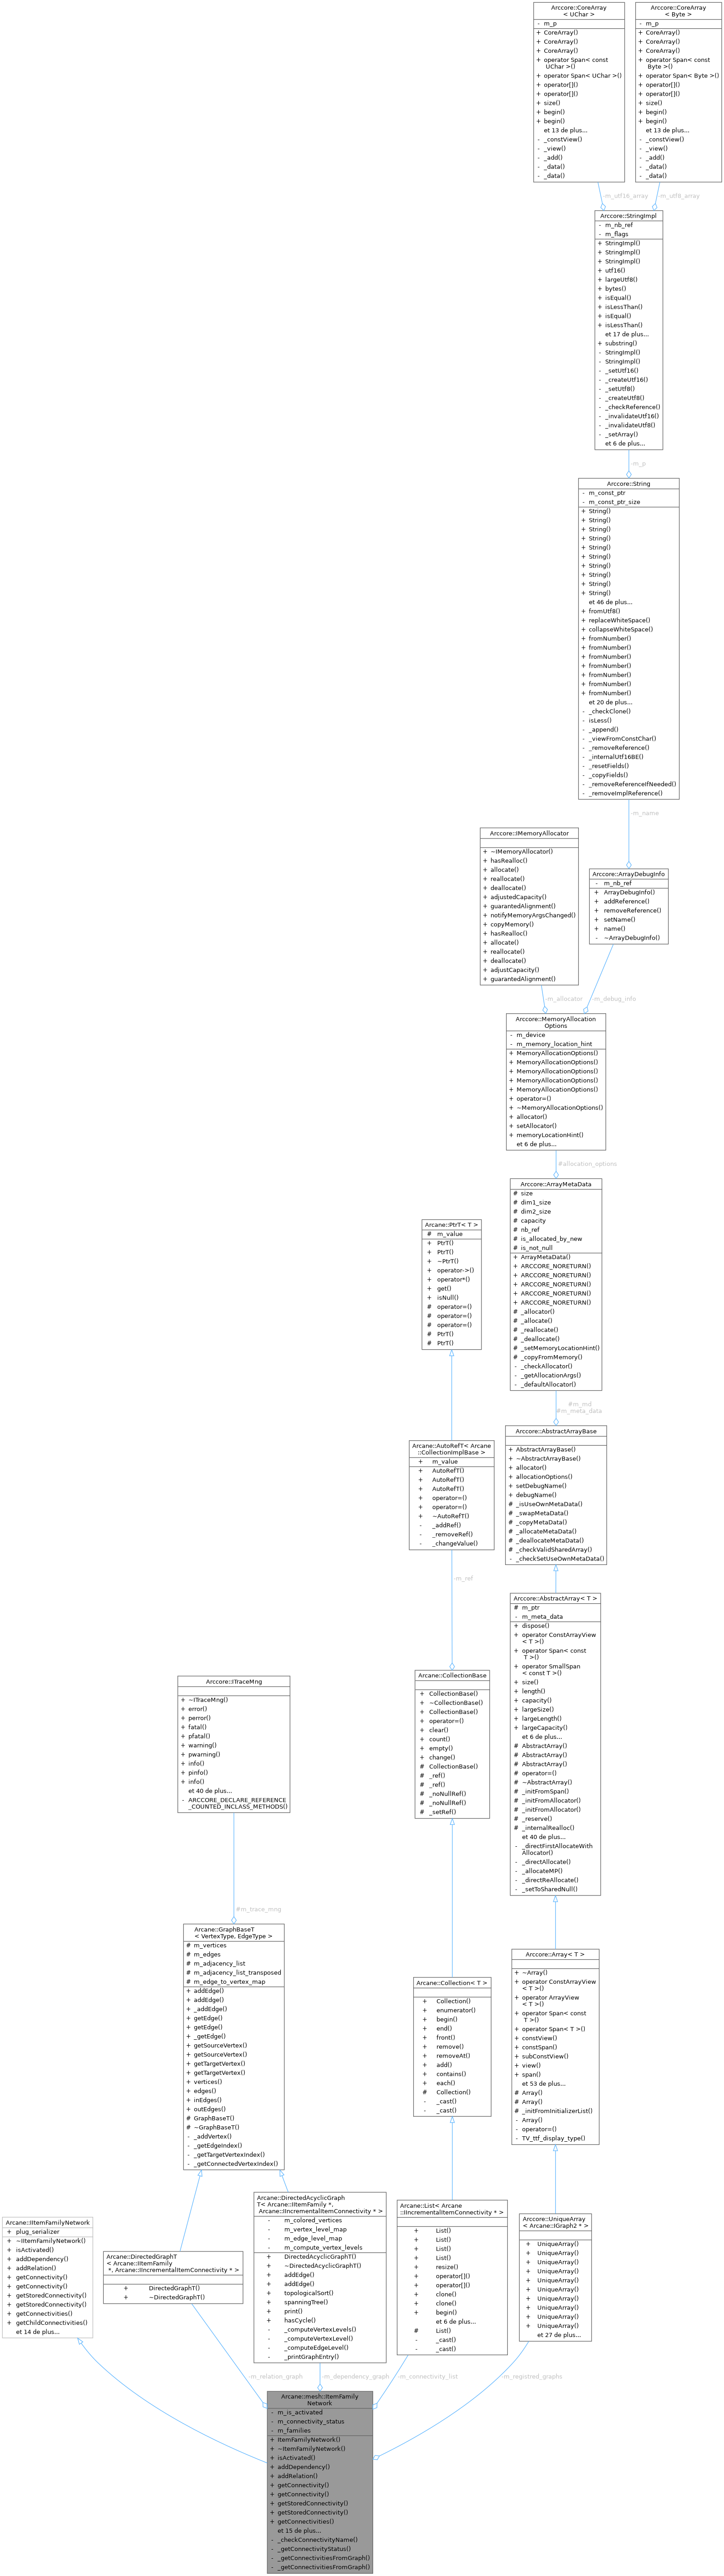 Arccore::CoreArray
< UChar >
- m_p
+ CoreArray()
+ CoreArray()
+ CoreArray()
+ operator Span< const
UChar >()
+ operator Span< UChar >()
+ operator[]()
+ operator[]()
+ size()
+ begin()
+ begin()
et 13 de plus...
- _constView()
- _view()
- _add()
- _data()
- _data()
Arccore::CoreArray
< Byte >
- m_p
+ CoreArray()
+ CoreArray()
+ CoreArray()
+ operator Span< const
Byte >()
+ operator Span< Byte >()
+ operator[]()
+ operator[]()
+ size()
+ begin()
+ begin()
et 13 de plus...
- _constView()
- _view()
- _add()
- _data()
- _data()
-m_utf16_array
-m_utf8_array
Arccore::StringImpl
- m_nb_ref
- m_flags
+ StringImpl()
+ StringImpl()
+ StringImpl()
+ utf16()
+ largeUtf8()
+ bytes()
+ isEqual()
+ isLessThan()
+ isEqual()
+ isLessThan()
et 17 de plus...
+ substring()
- StringImpl()
- StringImpl()
- _setUtf16()
- _createUtf16()
- _setUtf8()
- _createUtf8()
- _checkReference()
- _invalidateUtf16()
- _invalidateUtf8()
- _setArray()
et 6 de plus...
-m_p
Arccore::String
- m_const_ptr
- m_const_ptr_size
+ String()
+ String()
+ String()
+ String()
+ String()
+ String()
+ String()
+ String()
+ String()
+ String()
et 46 de plus...
+ fromUtf8()
+ replaceWhiteSpace()
+ collapseWhiteSpace()
+ fromNumber()
+ fromNumber()
+ fromNumber()
+ fromNumber()
+ fromNumber()
+ fromNumber()
+ fromNumber()
et 20 de plus...
- _checkClone()
- isLess()
- _append()
- _viewFromConstChar()
- _removeReference()
- _internalUtf16BE()
- _resetFields()
- _copyFields()
- _removeReferenceIfNeeded()
- _removeImplReference()
-m_name
Arccore::IMemoryAllocator
+ ~IMemoryAllocator()
+ hasRealloc()
+ allocate()
+ reallocate()
+ deallocate()
+ adjustedCapacity()
+ guarantedAlignment()
+ notifyMemoryArgsChanged()
+ copyMemory()
+ hasRealloc()
+ allocate()
+ reallocate()
+ deallocate()
+ adjustCapacity()
+ guarantedAlignment()
Arccore::ArrayDebugInfo
- m_nb_ref
+ ArrayDebugInfo()
+ addReference()
+ removeReference()
+ setName()
+ name()
- ~ArrayDebugInfo()
-m_allocator
-m_debug_info
Arccore::MemoryAllocation
Options
- m_device
- m_memory_location_hint
+ MemoryAllocationOptions()
+ MemoryAllocationOptions()
+ MemoryAllocationOptions()
+ MemoryAllocationOptions()
+ MemoryAllocationOptions()
+ operator=()
+ ~MemoryAllocationOptions()
+ allocator()
+ setAllocator()
+ memoryLocationHint()
et 6 de plus...
#allocation_options
Arccore::ArrayMetaData
# size
# dim1_size
# dim2_size
# capacity
# nb_ref
# is_allocated_by_new
# is_not_null
+ ArrayMetaData()
+ ARCCORE_NORETURN()
+ ARCCORE_NORETURN()
+ ARCCORE_NORETURN()
+ ARCCORE_NORETURN()
+ ARCCORE_NORETURN()
# _allocator()
# _allocate()
# _reallocate()
# _deallocate()
# _setMemoryLocationHint()
# _copyFromMemory()
- _checkAllocator()
- _getAllocationArgs()
- _defaultAllocator()
Arcane::PtrT< T >
# m_value
+ PtrT()
+ PtrT()
+ ~PtrT()
+ operator->()
+ operator*()
+ get()
+ isNull()
# operator=()
# operator=()
# operator=()
# PtrT()
# PtrT()
#m_md
#m_meta_data
Arccore::AbstractArrayBase
+ AbstractArrayBase()
+ ~AbstractArrayBase()
+ allocator()
+ allocationOptions()
+ setDebugName()
+ debugName()
# _isUseOwnMetaData()
# _swapMetaData()
# _copyMetaData()
# _allocateMetaData()
# _deallocateMetaData()
# _checkValidSharedArray()
- _checkSetUseOwnMetaData()
Arcane::AutoRefT< Arcane
::CollectionImplBase >
+ m_value
+ AutoRefT()
+ AutoRefT()
+ AutoRefT()
+ operator=()
+ operator=()
+ ~AutoRefT()
- _addRef()
- _removeRef()
- _changeValue()
-m_ref
Arccore::AbstractArray< T >
# m_ptr
- m_meta_data
+ dispose()
+ operator ConstArrayView
< T >()
+ operator Span< const
T >()
+ operator SmallSpan
< const T >()
+ size()
+ length()
+ capacity()
+ largeSize()
+ largeLength()
+ largeCapacity()
et 6 de plus...
# AbstractArray()
# AbstractArray()
# AbstractArray()
# operator=()
# ~AbstractArray()
# _initFromSpan()
# _initFromAllocator()
# _initFromAllocator()
# _reserve()
# _internalRealloc()
et 40 de plus...
- _directFirstAllocateWith
Allocator()
- _directAllocate()
- _allocateMP()
- _directReAllocate()
- _setToSharedNull()
Arcane::CollectionBase
+ CollectionBase()
+ ~CollectionBase()
+ CollectionBase()
+ operator=()
+ clear()
+ count()
+ empty()
+ change()
# CollectionBase()
# _ref()
# _ref()
# _noNullRef()
# _noNullRef()
# _setRef()
Arccore::ITraceMng
+ ~ITraceMng()
+ error()
+ perror()
+ fatal()
+ pfatal()
+ warning()
+ pwarning()
+ info()
+ pinfo()
+ info()
et 40 de plus...
- ARCCORE_DECLARE_REFERENCE
_COUNTED_INCLASS_METHODS()
#m_trace_mng
Arcane::GraphBaseT
< VertexType, EdgeType >
# m_vertices
# m_edges
# m_adjacency_list
# m_adjacency_list_transposed
# m_edge_to_vertex_map
+ addEdge()
+ addEdge()
+ _addEdge()
+ getEdge()
+ getEdge()
+ _getEdge()
+ getSourceVertex()
+ getSourceVertex()
+ getTargetVertex()
+ getTargetVertex()
+ vertices()
+ edges()
+ inEdges()
+ outEdges()
# GraphBaseT()
# ~GraphBaseT()
- _addVertex()
- _getEdgeIndex()
- _getTargetVertexIndex()
- _getConnectedVertexIndex()
Arcane::Collection< T >
+ Collection()
+ enumerator()
+ begin()
+ end()
+ front()
+ remove()
+ removeAt()
+ add()
+ contains()
+ each()
# Collection()
- _cast()
- _cast()
Arccore::Array< T >
+ ~Array()
+ operator ConstArrayView
< T >()
+ operator ArrayView
< T >()
+ operator Span< const
T >()
+ operator Span< T >()
+ constView()
+ constSpan()
+ subConstView()
+ view()
+ span()
et 53 de plus...
# Array()
# Array()
# _initFromInitializerList()
- Array()
- operator=()
- TV_ttf_display_type()
Arcane::IItemFamilyNetwork
+ plug_serializer
+ ~IItemFamilyNetwork()
+ isActivated()
+ addDependency()
+ addRelation()
+ getConnectivity()
+ getConnectivity()
+ getStoredConnectivity()
+ getStoredConnectivity()
+ getConnectivities()
+ getChildConnectivities()
et 14 de plus...
Arcane::DirectedGraphT
< Arcane::IItemFamily
*, Arcane::IIncrementalItemConnectivity * >
+ DirectedGraphT()
+ ~DirectedGraphT()
Arcane::DirectedAcyclicGraph
T< Arcane::IItemFamily *,
Arcane::IIncrementalItemConnectivity * >
- m_colored_vertices
- m_vertex_level_map
- m_edge_level_map
- m_compute_vertex_levels
+ DirectedAcyclicGraphT()
+ ~DirectedAcyclicGraphT()
+ addEdge()
+ addEdge()
+ topologicalSort()
+ spanningTree()
+ print()
+ hasCycle()
- _computeVertexLevels()
- _computeVertexLevel()
- _computeEdgeLevel()
- _printGraphEntry()
Arcane::List< Arcane
::IIncrementalItemConnectivity * >
+ List()
+ List()
+ List()
+ List()
+ resize()
+ operator[]()
+ operator[]()
+ clone()
+ clone()
+ begin()
et 6 de plus...
# List()
- _cast()
- _cast()
Arccore::UniqueArray
< Arcane::IGraph2 * >
+ UniqueArray()
+ UniqueArray()
+ UniqueArray()
+ UniqueArray()
+ UniqueArray()
+ UniqueArray()
+ UniqueArray()
+ UniqueArray()
+ UniqueArray()
+ UniqueArray()
et 27 de plus...
-m_relation_graph
-m_dependency_graph
-m_connectivity_list
-m_registred_graphs
Arcane::mesh::ItemFamily
Network
- m_is_activated
- m_connectivity_status
- m_families
+ ItemFamilyNetwork()
+ ~ItemFamilyNetwork()
+ isActivated()
+ addDependency()
+ addRelation()
+ getConnectivity()
+ getConnectivity()
+ getStoredConnectivity()
+ getStoredConnectivity()
+ getConnectivities()
et 15 de plus...
- _checkConnectivityName()
- _getConnectivityStatus()
- _getConnectivitiesFromGraph()
- _getConnectivitiesFromGraph()